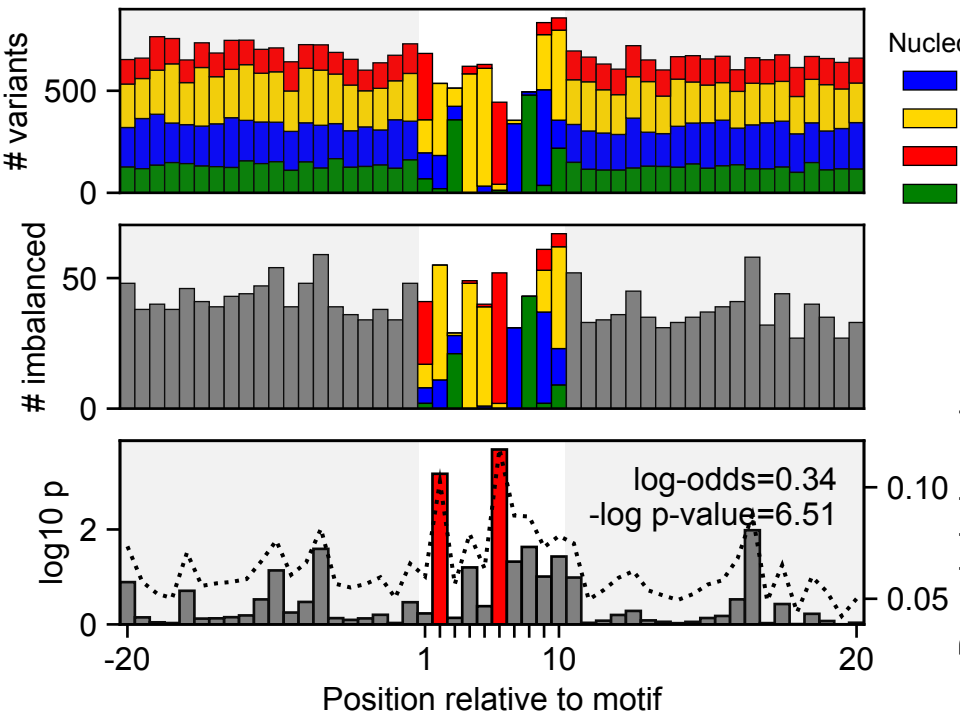 # variants
500
0
Nucleo
# imbalanced
50
0
log10 p
2
0
log-odds=0.34
-log p-value=6.51
0.10
0.05
-20
1
10
20
Position relative to motif